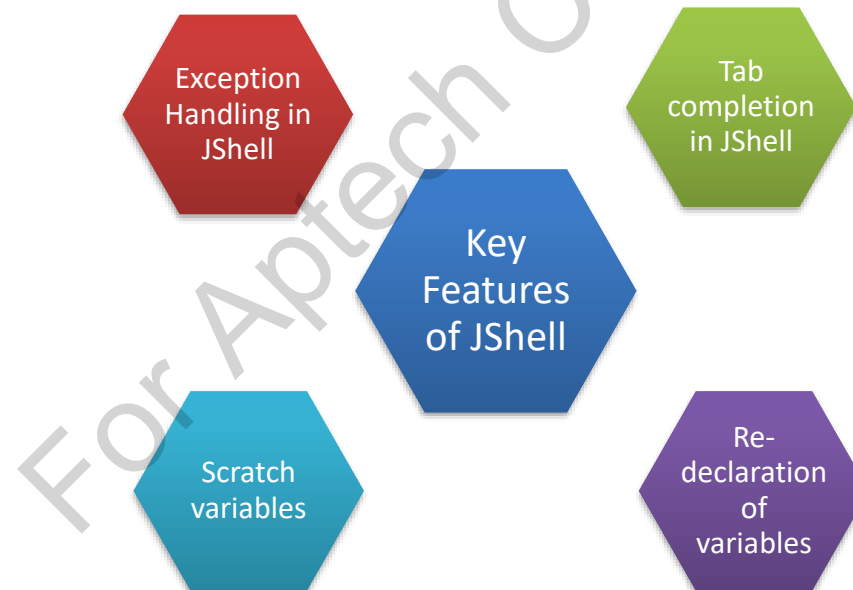 Exception
Handling in
JShell
Tab
completion
in JShell
Key
Features
of JShell
Scratch
variables
Re-
declaration
of
variables
For Aptech